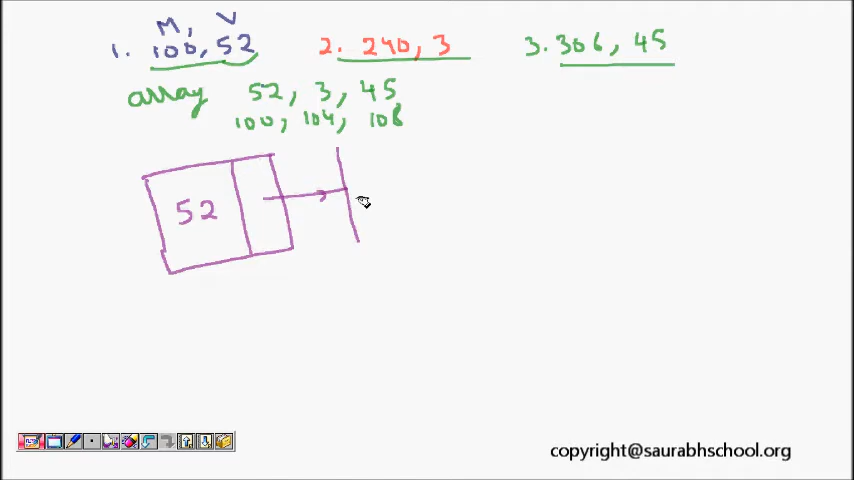 M, V
1. 100, 52 2. 240, 3 3. 306, 45
array 52, 3, 45
100, 104, 108
52
copyright@saurabhschool.org